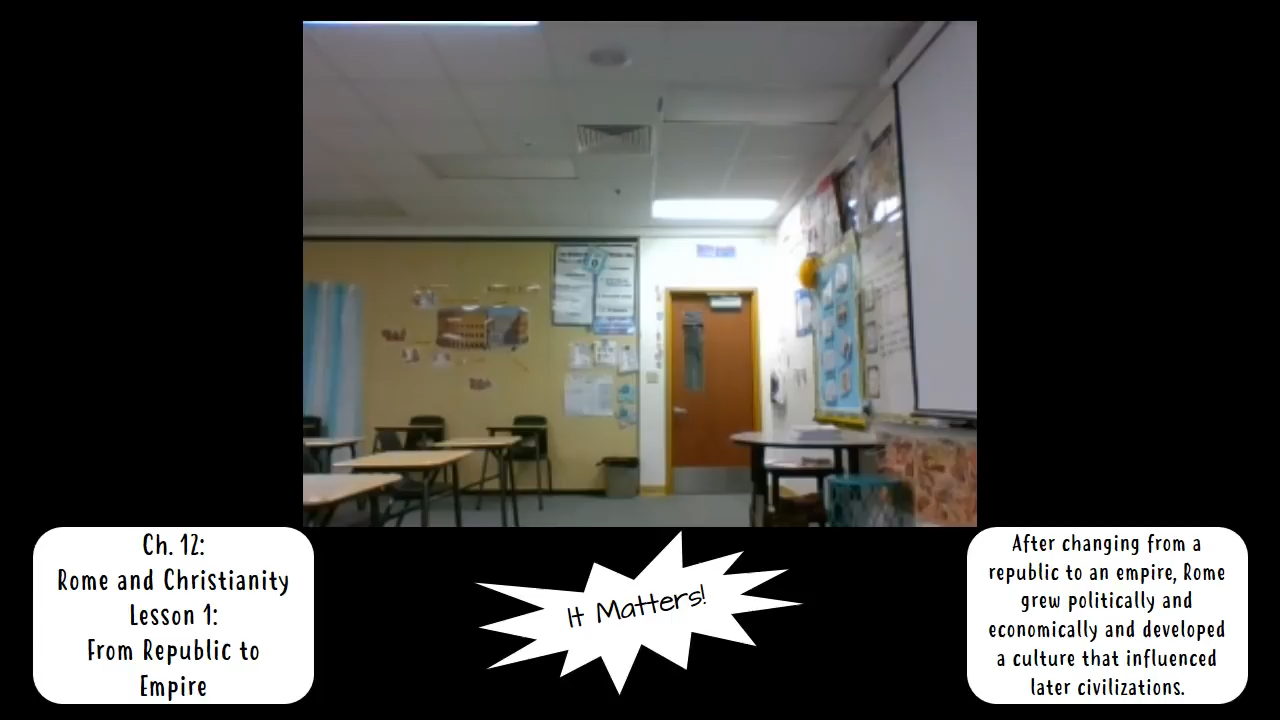 Ch. 12:
Rome and Christianity
Lesson 1:
From Republic to
Empire
It Matters!
After changing from a
republic to an empire, Rome
grew politically and
economically and developed
a culture that influenced
later civilizations.